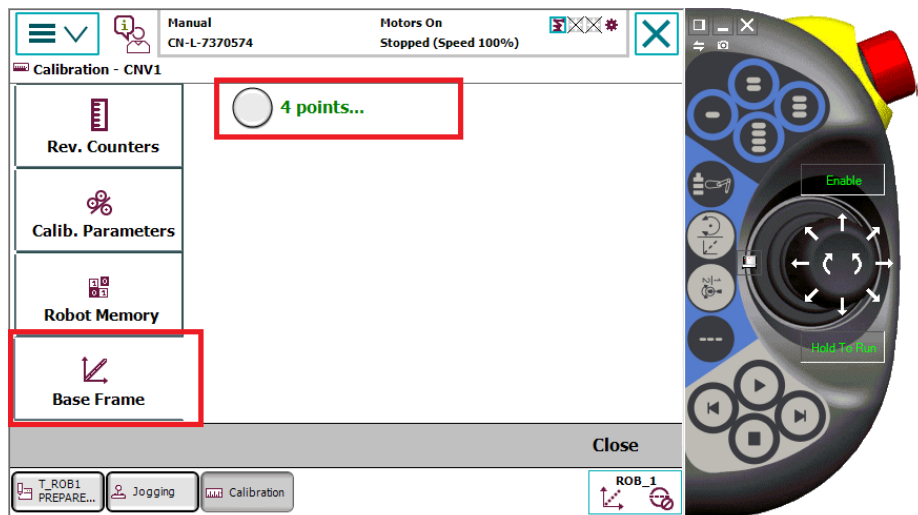 Manual
CN-L-7370574
Motors On
Stopped (Speed 100%)
Calibration - CNV1
Rev. Counters
Calib. Parameters
Robot Memory
Base Frame
4 points...
Close
T_ROB1
PREPARE...
Jogging
Calibration
ROB_1
Enable
Hold To Run